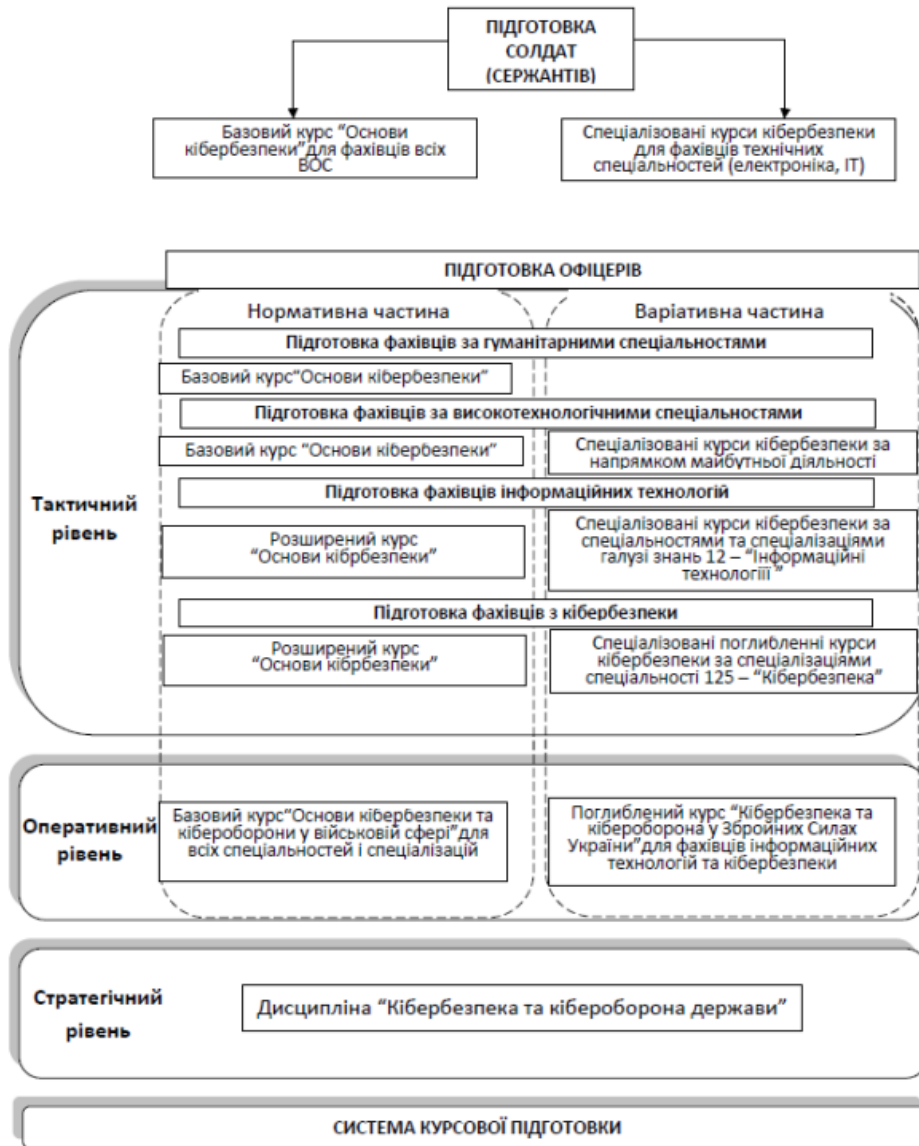 ПІДГОТОВКА
СОЛДАТ
(СЕРЖАНТІВ)
Базовий курс “Основи
кібербезпеки”для фахівців всіх
ВОС
Спеціалізовані курси кібербезпеки
для фахівців технічних
спеціальностей (електроніка, ІТ)
ПІДГОТОВКА ОФІЦЕРІВ
Нормативна частина
Варіативна частина
Підготовка фахівців за гуманітарними спеціальностями
Базовий курс“Основи кібербезпеки”
Підготовка фахівців за високотехнологічними спеціальностями
Базовий курс “Основи кібербезпеки”
Спеціалізовані курси кібербезпеки за
напрямком майбутньої діяльності
Підготовка фахівців інформаційних технологій
Тактичний
рівень
Розширений курс
“Основи кібрбезпеки”
Спеціалізовані курси кібербезпеки за
спеціальностями та спеціалізаціями
галузі знань 12 – “Інформаційні
технологіїї ”
Підготовка фахівців з кібербезпеки
Розширений курс
“Основи кібрбезпеки”
Спеціалізовані поглибленні курси
кібербезпеки за спеціалізаціями
спеціальності 125 – “Кібербезпека”
Оперативний
рівень
Базовий курс“Основи кібербезпеки та
кібероборони у військовій сфері”для
всіх спеціальностей і спеціалізацій
Поглиблений курс “Кібербезпека та
кібероборона у Збройних Силах
України”для фахівців інформаційних
технологій та кібербезпеки
Стратегічний
рівень
Дисципліна “Кібербезпека та кібероборона держави”
СИСТЕМА КУРСОВОЇ ПІДГОТОВКИ